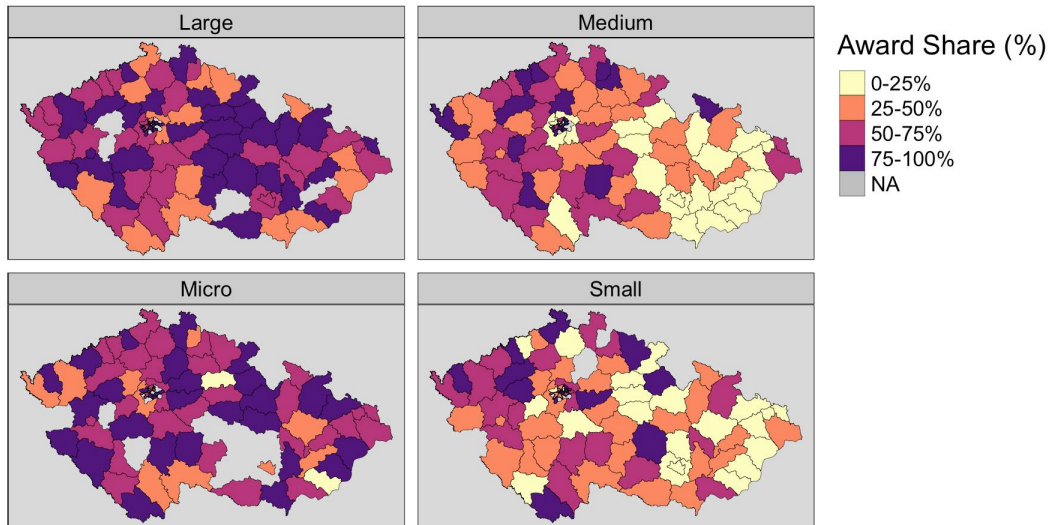 Large
Medium
Award Share (%)
0-25%
25-50%
50-75%
75-100%
NA
Micro
Small